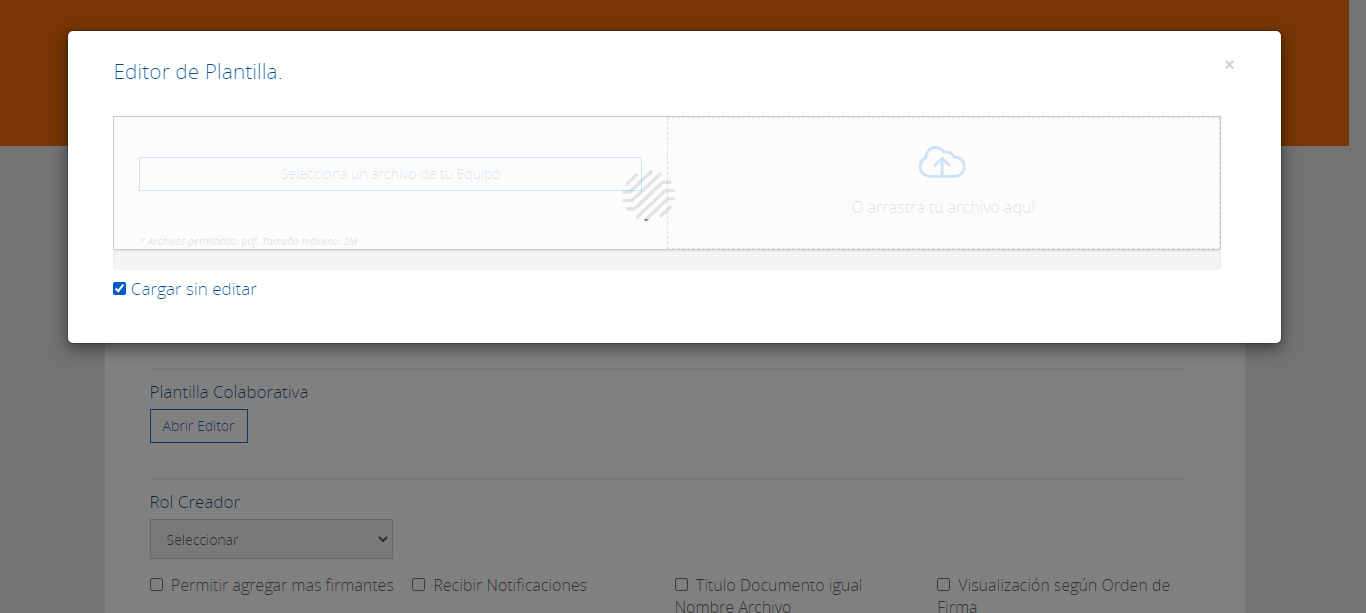 Editor de Plantilla.
×
Selecciona un archivo de tu Equipo
O arrastra tu archivo aquí
* Archivos permitidos: pdf. Tamaño maximo: 2M
Cargar sin editar
Plantilla Colaborativa
Abrir Editor
Rol Creador
Seleccionar
Permitir agregar mas firmantes
Recibir Notificaciones
Titulo Documento igual
Nombre Archivo
Visualización según Orden de
Firma